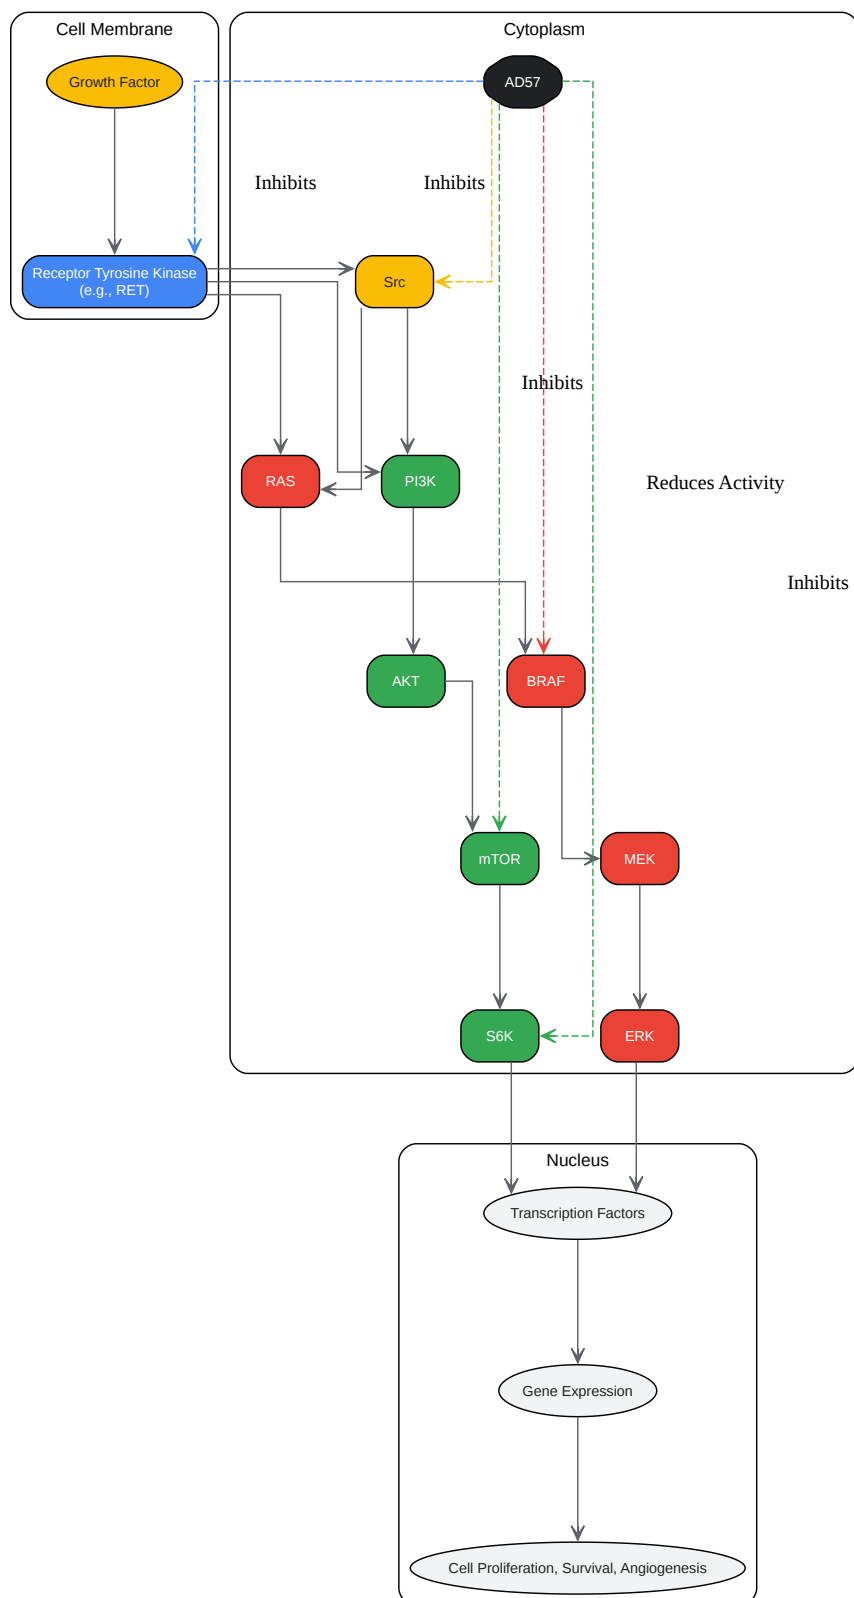 Cell Membrane
Cytoplasm
Growth Factor
AD57
Inhibits
Inhibits
Receptor Tyrosine Kinase
(e.g., RET)
Src
Inhibits
RAS
PI3K
Reduces Activity
Inhibits
AKT
BRAF
mTOR
MEK
S6K
ERK
Nucleus
Transcription Factors
Gene Expression
Cell Proliferation, Survival, Angiogenesis